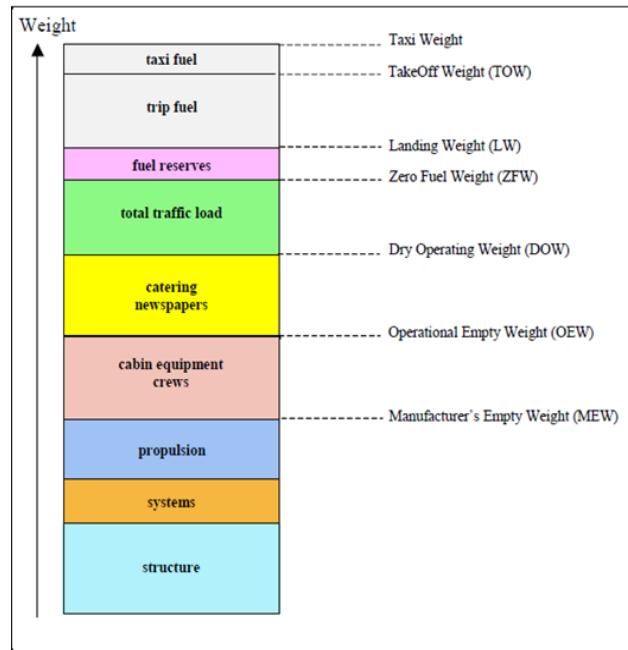 Weight
taxi fuel
trip fuel
fuel reserves
total traffic load
catering
newspapers
cabin equipment
crews
propulsion
systems
structure
Taxi Weight
TakeOff Weight (TOW)
Landing Weight (LW)
Zero Fuel Weight (ZFW)
Dry Operating Weight (DOW)
Operational Empty Weight (OEW)
Manufacturer's Empty Weight (MEW)